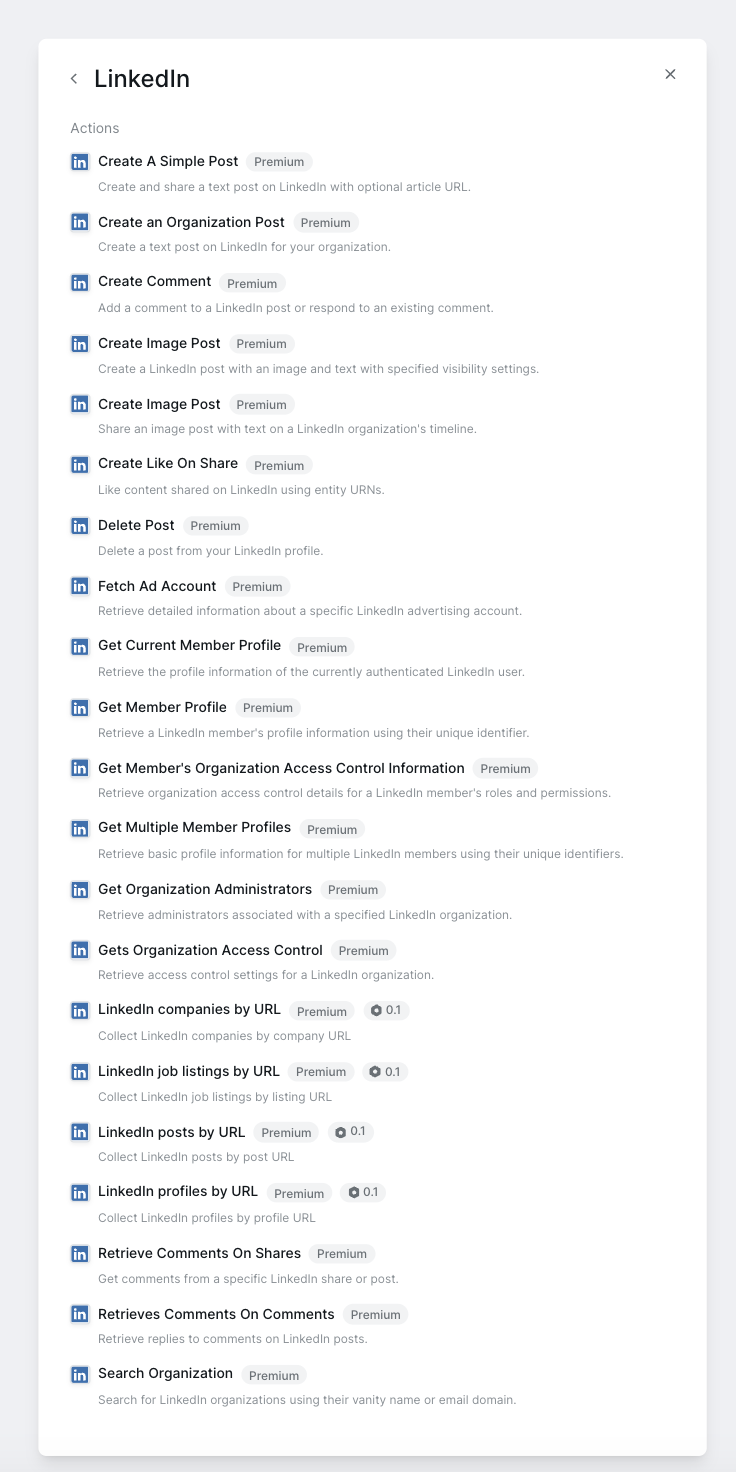 LinkedIn
Actions
Create A Simple Post Premium
Create and share a text post on LinkedIn with optional article URL.
Create an Organization Post Premium
Create a text post on LinkedIn for your organization.
Create Comment Premium
Add a comment to a LinkedIn post or respond to an existing comment.
Create Image Post Premium
Create a LinkedIn post with an image and text with specified visibility settings.
Create Image Post Premium
Share an image post with text on a LinkedIn organization's timeline.
Create Like On Share Premium
Like content shared on LinkedIn using entity URNs.
Delete Post Premium
Delete a post from your LinkedIn profile.
Fetch Ad Account Premium
Retrieve detailed information about a specific LinkedIn advertising account.
Get Current Member Profile Premium
Retrieve the profile information of the currently authenticated LinkedIn user.
Get Member Profile Premium
Retrieve a LinkedIn member's profile information using their unique identifier.
Get Member's Organization Access Control Information Premium
Retrieve organization access control details for a LinkedIn member's roles and permissions.
Get Multiple Member Profiles Premium
Retrieve basic profile information for multiple LinkedIn members using their unique identifiers.
Get Organization Administrators Premium
Retrieve administrators associated with a specified LinkedIn organization.
Gets Organization Access Control Premium
Retrieve access control settings for a LinkedIn organization.
LinkedIn companies by URL Premium 0.1
Collect LinkedIn companies by company URL
LinkedIn job listings by URL Premium 0.1
Collect LinkedIn job listings by listing URL
LinkedIn posts by URL Premium 0.1
Collect LinkedIn posts by post URL
LinkedIn profiles by URL Premium 0.1
Collect LinkedIn profiles by profile URL
Retrieve Comments On Shares Premium
Get comments from a specific LinkedIn share or post.
Retrieves Comments On Comments Premium
Retrieve replies to comments on LinkedIn posts.
Search Organization Premium
Search for LinkedIn organizations using their vanity name or email domain.